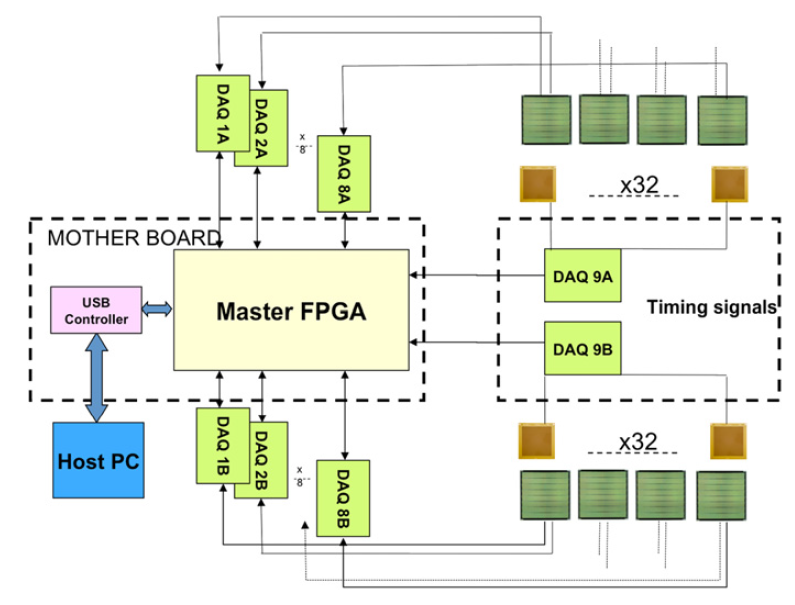 DAQ 1A
DAQ 2A
x
8
DAQ 8A
x32
MOTHER BOARD
USB
Controller
Master FPGA
DAQ 9A
Timing signals
DAQ 9B
Host PC
DAQ 1B
DAQ 2B
x
8
DAQ 8B
x32